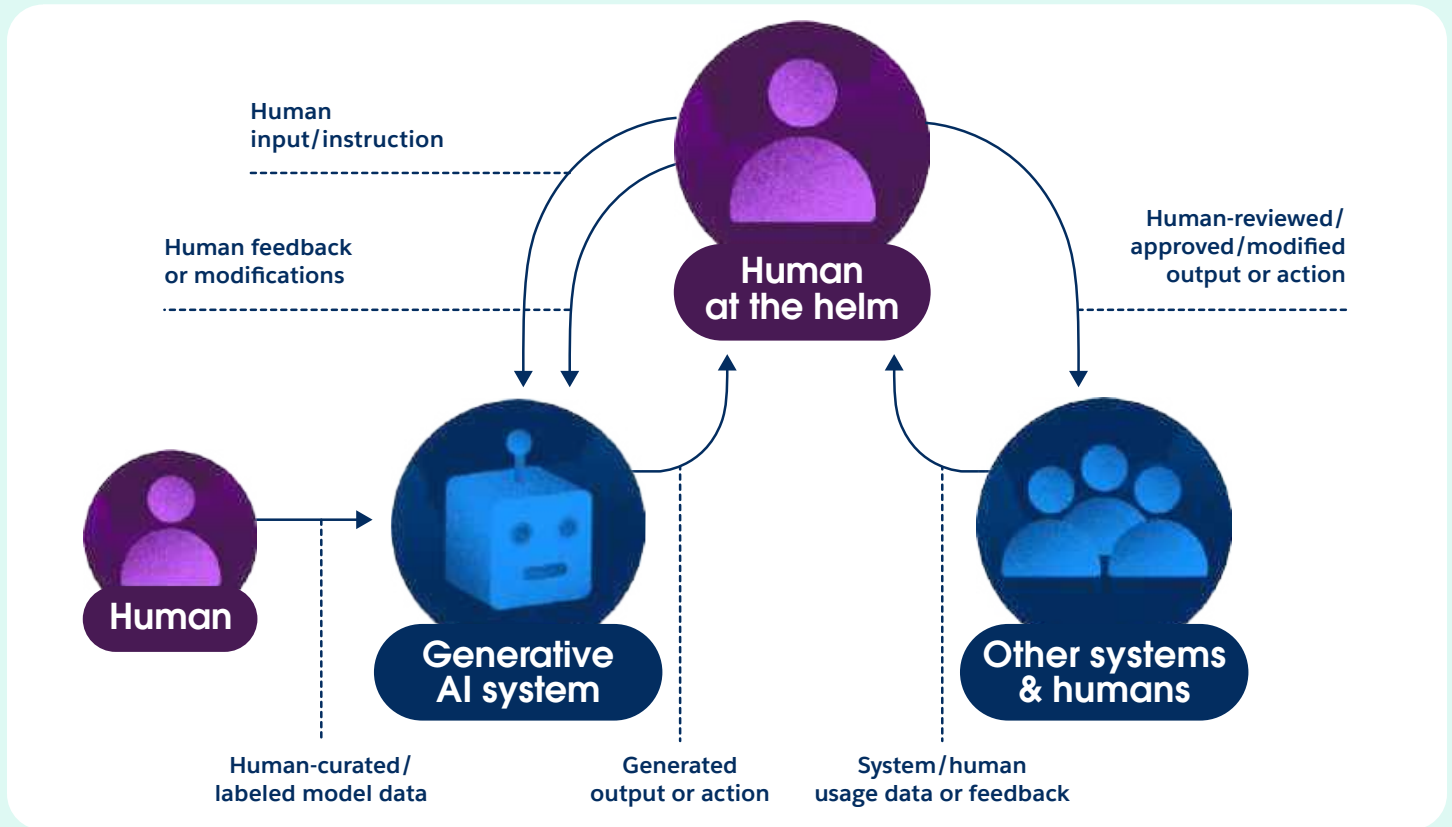 Human
input/instruction
Human feedback
or modifications
Human
at the helm
Human-reviewed/
approved/modified
output or action
Human
Generative
AI system
Other systems
& humans
Human-curated/
labeled model data
Generated
output or action
System/human
usage data or feedback